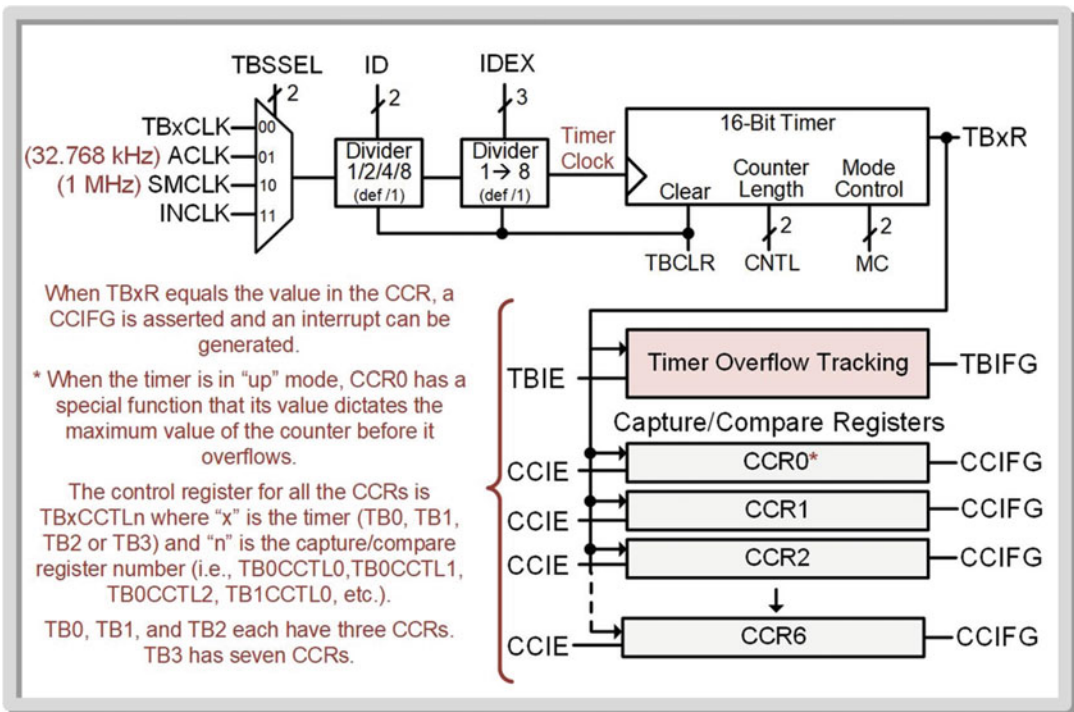 TBSSEL ID IDEX
2 2 3
TBxCLK 00
(32.768 kHz) ACLK 01
(1 MHz) SMCLK 10
INCLK 11
Divider
1/2/4/8
(def /1)
Divider
1→ 8
(def /1)
Timer
Clock
16-Bit Timer
Clear
Counter
Length
Mode
Control
TBxR
2 2
TBCLR CNTL MC
When TBxR equals the value in the CCR, a
CCIFG is asserted and an interrupt can be
generated.
* When the timer is in “up” mode, CCR0 has a
special function that its value dictates the
maximum value of the counter before it
overflows.
The control register for all the CCRs is
TBxCCTLn where “x” is the timer (TB0, TB1,
TB2 or TB3) and “n” is the capture/compare
register number (i.e., TB0CCTL0,TB0CCTL1,
TB0CCTL2, TB1CCTL0, etc.).
TB0, TB1, and TB2 each have three CCRs.
TB3 has seven CCRs.
TBIE Timer Overflow Tracking TBIFG
Capture/Compare Registers
CCIE CCR0* CCIFG
CCIE CCR1 CCIFG
CCIE CCR2 CCIFG
CCIE CCR6 CCIFG